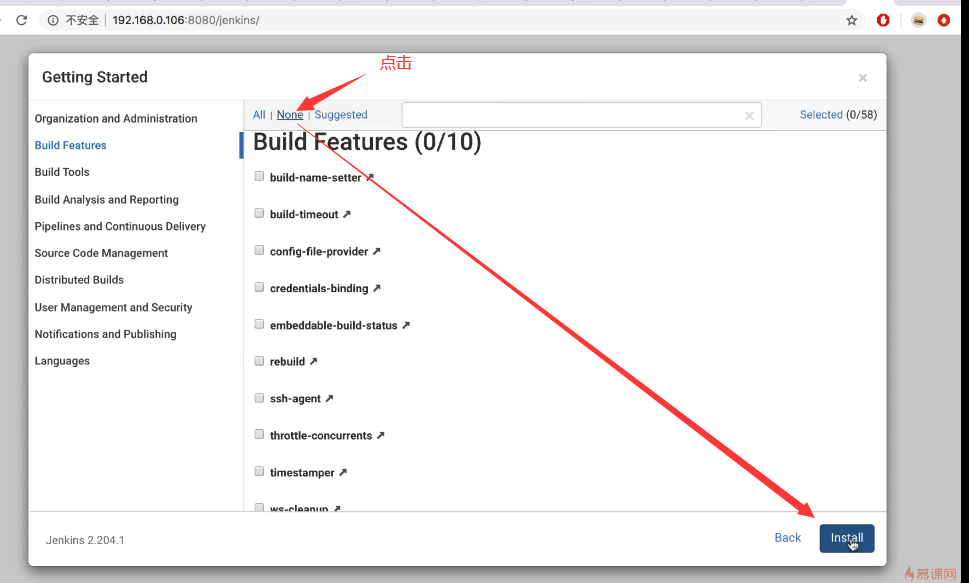 不安全 192.168.0.106:8080/jenkins/
点击
Getting Started
All | None | Suggested
Selected (0/58)
Organization and Administration
Build Features
Build Tools
Build Analysis and Reporting
Pipelines and Continuous Delivery
Source Code Management
Distributed Builds
User Management and Security
Notifications and Publishing
Languages
Build Features (0/10)
build-name-setter
build-timeout
config-file-provider
credentials-binding
embeddable-build-status
rebuild
ssh-agent
throttle-concurrents
timestamper
ws-cleanup
Jenkins 2.204.1
Back
Install
慕课网